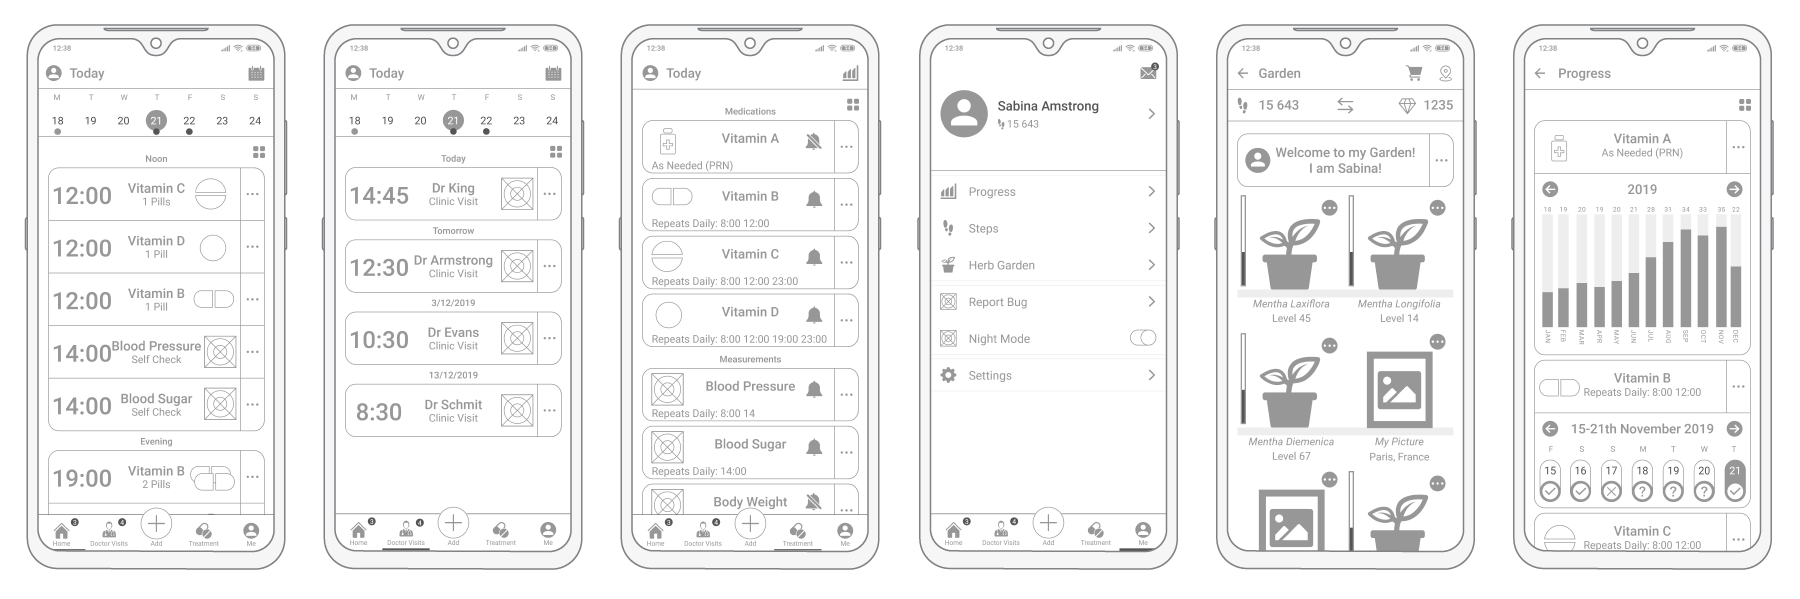 12:38
Today
M T W T F S S
18 19 20 21 22 23 24
Noon
12:00 Vitamin C
1 Pills
12:00 Vitamin D
1 Pill
12:00 Vitamin B
1 Pill
14:00 Blood Pressure
Self Check
14:00 Blood Sugar
Self Check
Evening
19:00 Vitamin B
2 Pills
3 4
Home Doctor Visits Add Treatment Me
12:38
Today
M T W T F S S
18 19 20 21 22 23 24
Today
14:45 Dr King
Clinic Visit
Tomorrow
12:30 Dr Armstrong
Clinic Visit
3/12/2019
10:30 Dr Evans
Clinic Visit
13/12/2019
8:30 Dr Schmit
Clinic Visit
3 4
Home Doctor Visits Add Treatment Me
12:38
Today
Medications
Vitamin A
As Needed (PRN)
Vitamin B
Repeats Daily: 8:00 12:00
Vitamin C
Repeats Daily: 8:00 12:00 23:00
Vitamin D
Repeats Daily: 8:00 12:00 19:00 23:00
Measurements
Blood Pressure
Repeats Daily: 8:00 14
Blood Sugar
Repeats Daily: 14:00
Body Weight
3 4
Home Doctor Visits Add Treatment Me
12:38
3
Sabina Amstrong
15 643
Progress
Steps
Herb Garden
Report Bug
Night Mode
Settings
3 4
Home Doctor Visits Add Treatment Me
12:38
Garden
15 643 1235
Welcome to my Garden!
I am Sabina!
Mentha Laxiflora Mentha Longifolia
Level 45 Level 14
Mentha Diemenica My Picture
Level 67 Paris, France
12:38
Progress
Vitamin A
As Needed (PRN)
2019
18 19 20 19 20 21 28 31 34 33 35 22
JAN FEB MAR APR MAY JUN JUL AUG SEP OCT NOV DEC
Vitamin B
Repeats Daily: 8:00 12:00
15-21th November 2019
F S S M T W T
15 16 17 18 19 20 21
? ? ?
Vitamin C
Repeats Daily: 8:00 12:00